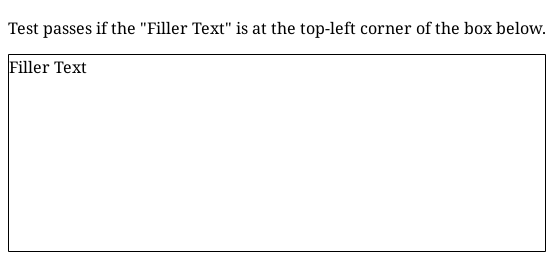 Test passes if the "Filler Text" is at the top-left corner of the box below.
Filler Text